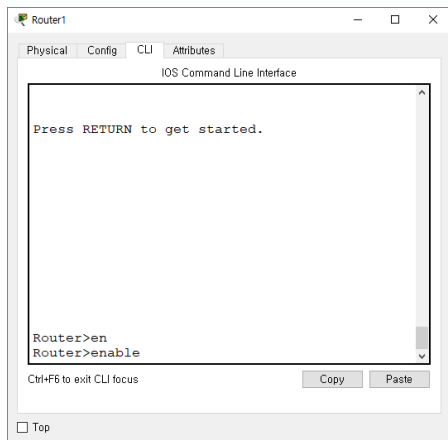 Router1
Physical Config CLI Attributes
IOS Command Line Interface
Press RETURN to get started.
Router>en
Router>enable
Ctrl+F6 to exit CLI focus
Copy Paste
Top